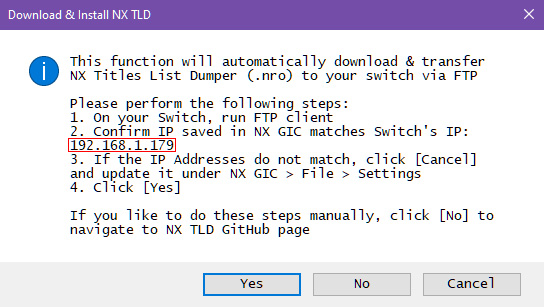 Download & Install NX TLD
This function will automatically download & transfer
NX Titles List Dumper (.nro) to your switch via FTP
Please perform the following steps:
1. On your Switch, run FTP client
2. Confirm IP saved in NX GIC matches Switch's IP:
192.168.1.179
3. If the IP Addresses do not match, click [Cancel]
and update it under NX GIC > File > Settings
4. Click [Yes]
If you like to do these steps manually, click [No] to
navigate to NX TLD GitHub page
Yes
No
Cancel